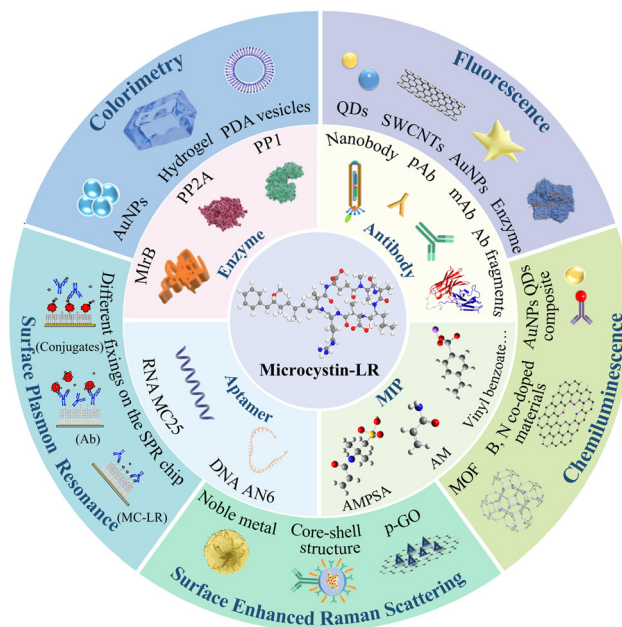 Colorimetry
AuNPs
Hydrogel
PDA vesicles
Fluorescence
QDs
SWCNTs
AuNPs
Enzyme
Chemiluminescence
AuNPs QDs
composite
B, N co-doped
materials
MOF
Surface Enhanced Raman Scattering
Noble metal
Core-shell
structure
p-GO
Surface Plasmon Resonance
Different fixings on the SPR chip
(Conjugates)
(Ab)
(MC-LR)
Enzyme
MlrB
PP2A
PP1
Antibody
Nanobody
pAb
mAb
Ab fragments
MIP
Vinyl benzoate…
AM
AMPSA
Aptamer
RNA MC25
DNA AN6
Microcystin-LR